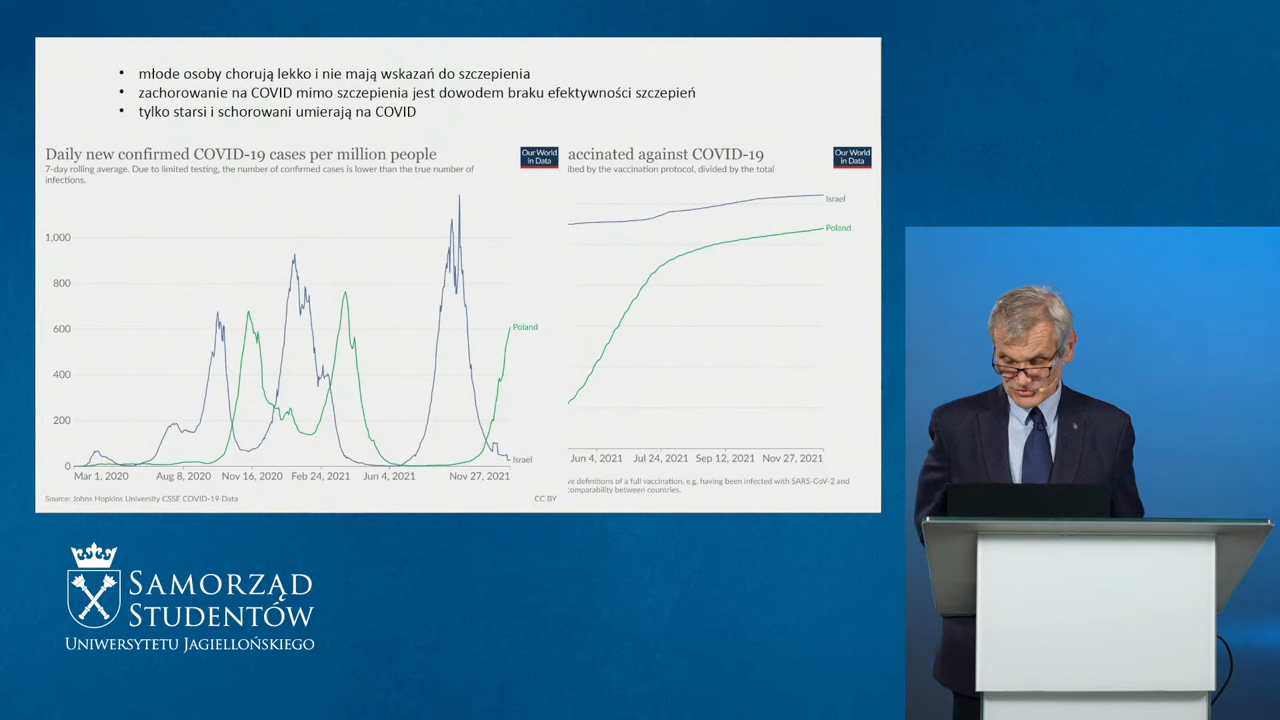 • młode osoby chorują lekko i nie mają wskazań do szczepienia
• zachorowanie na COVID mimo szczepienia jest dowodem braku efektywności szczepień
• tylko starsi i schorowani umierają na COVID
Daily new confirmed COVID-19 cases per million people
7-day rolling average. Due to limited testing, the number of confirmed cases is lower than the true number of
infections.
Our World
in Data
1,000
800
600
400
200
0
Poland
Israel
Mar 1, 2020
Aug 8, 2020
Nov 16, 2020
Feb 24, 2021
Jun 4, 2021
Nov 27, 2021
Source: Johns Hopkins University CSSE COVID-19 Data
CC BY
accinated against COVID-19
ibed by the vaccination protocol, divided by the total
Our World
in Data
Israel
Poland
Jun 4, 2021
Jul 24, 2021
Sep 12, 2021
Nov 27, 2021
ve definitions of a full vaccination, e.g. having been infected with SARS-CoV-2 and
comparability between countries.
SAMORZĄD
STUDENTÓW
UNIWERSYTETU JAGIELLOŃSKIEGO